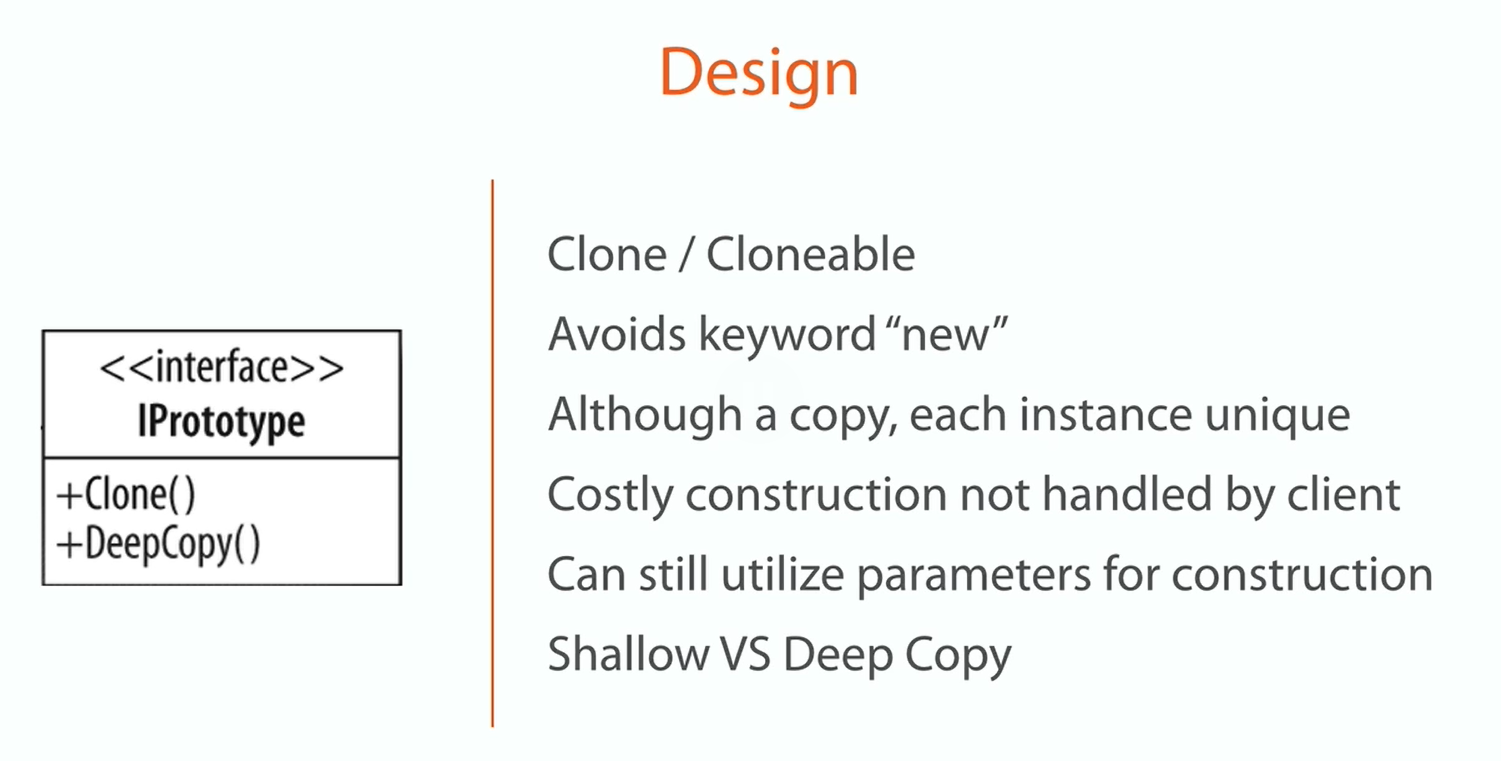 Design
<<interface>>
IPrototype
+Clone()
+DeepCopy()
Clone / Cloneable
Avoids keyword “new”
Although a copy, each instance unique
Costly construction not handled by client
Can still utilize parameters for construction
Shallow VS Deep Copy